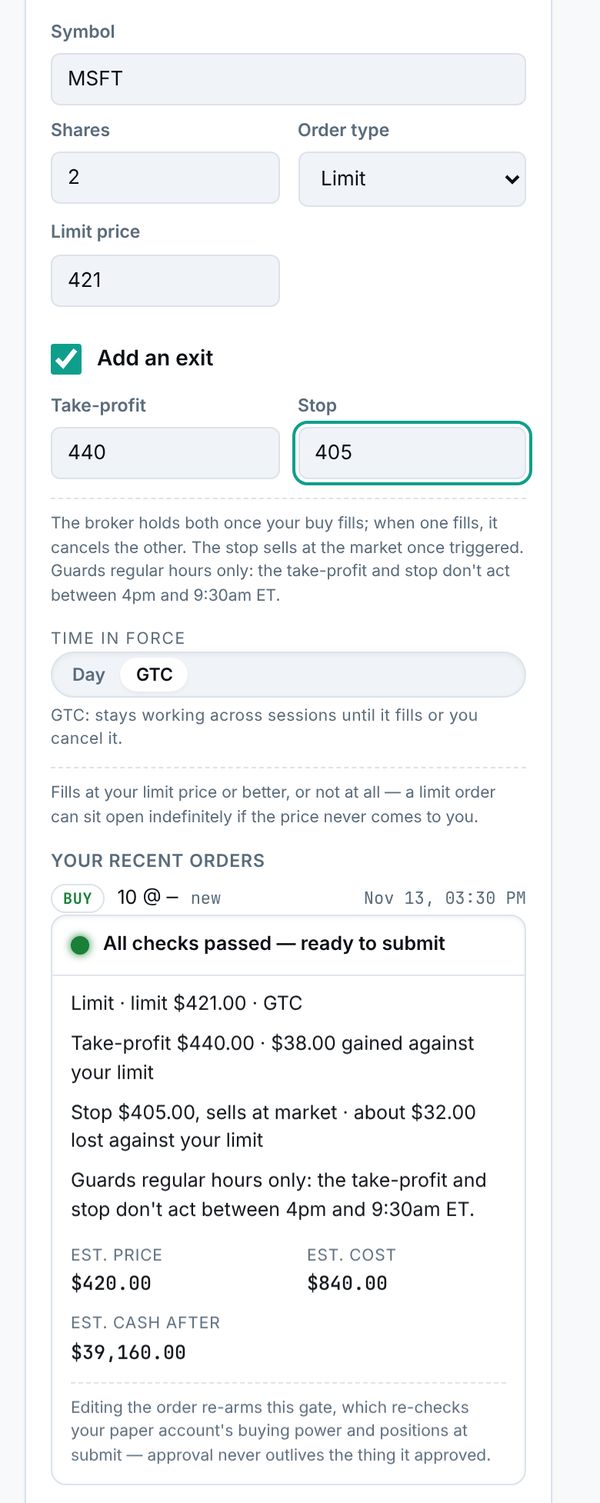 Symbol
MSFT
Shares
Order type
2
Limit
Limit price
421
Add an exit
Take-profit
Stop
440
405
The broker holds both once your buy fills; when one fills, it
cancels the other. The stop sells at the market once triggered.
Guards regular hours only: the take-profit and stop don't act
between 4pm and 9:30am ET.
TIME IN FORCE
Day GTC
GTC: stays working across sessions until it fills or you
cancel it.
Fills at your limit price or better, or not at all — a limit order
can sit open indefinitely if the price never comes to you.
YOUR RECENT ORDERS
BUY 10 @ — new Nov 13, 03:30 PM
All checks passed — ready to submit
Limit · limit $421.00 · GTC
Take-profit $440.00 · $38.00 gained against
your limit
Stop $405.00, sells at market · about $32.00
lost against your limit
Guards regular hours only: the take-profit and
stop don't act between 4pm and 9:30am ET.
EST. PRICE
EST. COST
$420.00
$840.00
EST. CASH AFTER
$39,160.00
Editing the order re-arms this gate, which re-checks
your paper account's buying power and positions at
submit — approval never outlives the thing it approved.